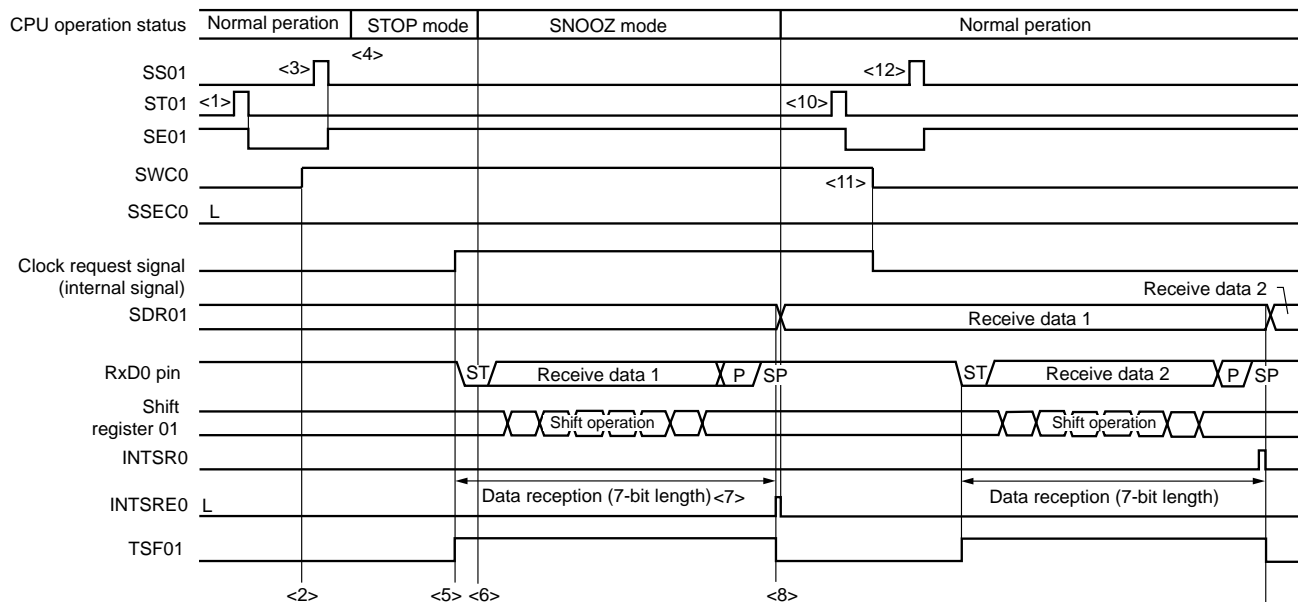 CPU operation status Normal peration STOP mode SNOOZ mode Normal peration
<4>
SS01 <3> <12>
ST01 <1> <10>
SE01
SWC0 <11>
SSEC0 L
Clock request signal
(internal signal)
Receive data 2
SDR01 Receive data 1
RxD0 pin ST Receive data 1 P SP ST Receive data 2 P SP
Shift
register 01 Shift operation Shift operation
INTSR0
Data reception (7-bit length) <7> Data reception (7-bit length)
INTSRE0 L
TSF01
<2> <5> <6> <8>